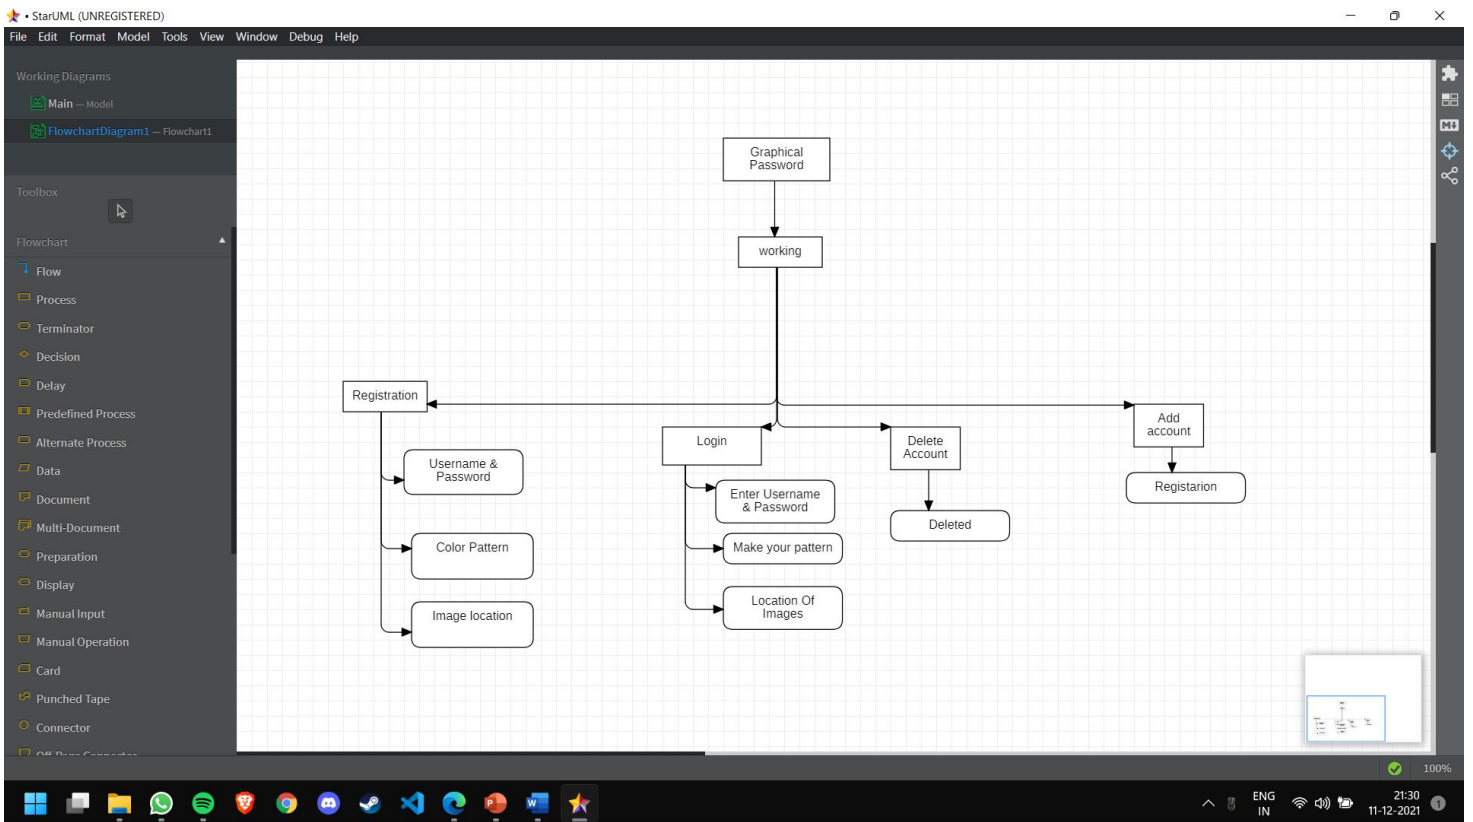 • StarUML (UNREGISTERED)
File Edit Format Model Tools View Window Debug Help
Working Diagrams
Main — Model
FlowchartDiagram1 — Flowchart1
Toolbox
Flowchart
Flow
Process
Terminator
Decision
Delay
Predefined Process
Alternate Process
Data
Document
Multi-Document
Preparation
Display
Manual Input
Manual Operation
Card
Punched Tape
Connector
Off-Page Connector
Graphical
Password
working
Registration
Username &
Password
Color Pattern
Image location
Login
Enter Username
& Password
Make your pattern
Location Of
Images
Delete
Account
Deleted
Add
account
Registarion
M
100%
ENG
IN
21:30
11-12-2021
1